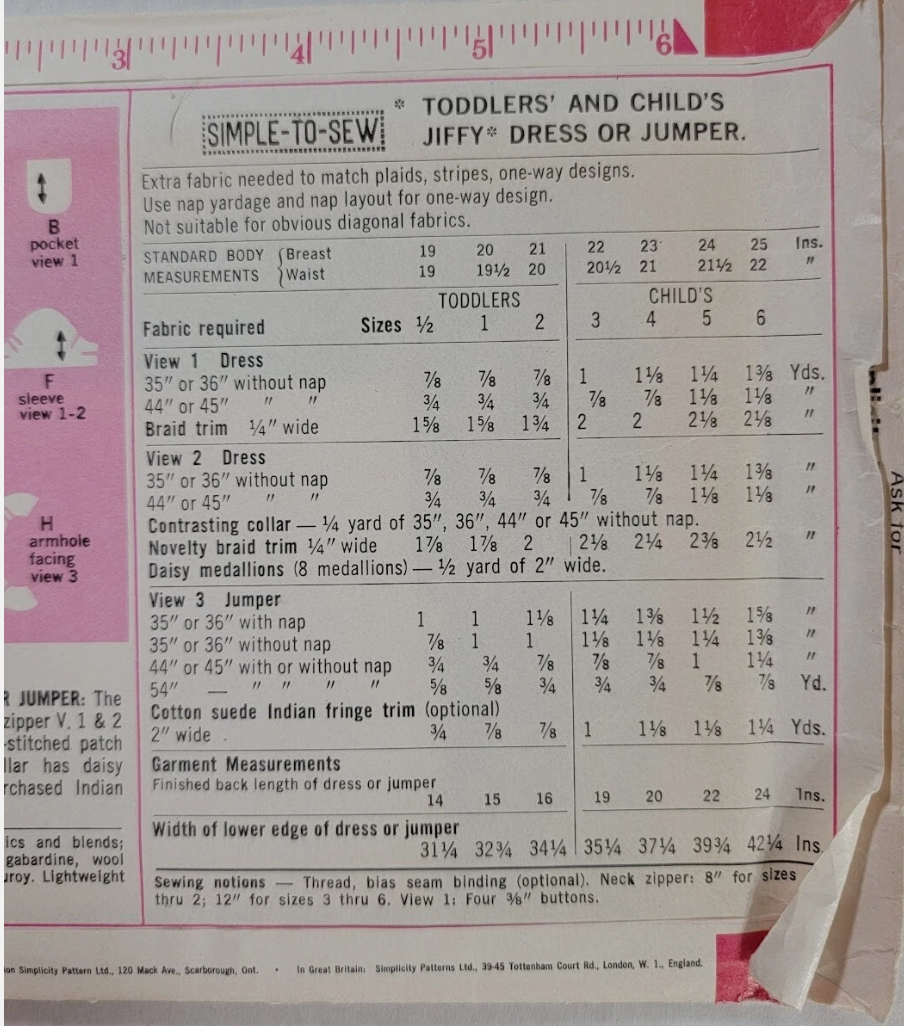 3 4 5 6
SIMPLE-TO-SEW * TODDLERS' AND CHILD'S
JIFFY* DRESS OR JUMPER.
Extra fabric needed to match plaids, stripes, one-way designs.
Use nap yardage and nap layout for one-way design.
Not suitable for obvious diagonal fabrics.
STANDARD BODY MEASUREMENTS { Breast 19 20 21 22 23 24 25 Ins.
Waist 19 19½ 20 20½ 21 21½ 22 "
TODDLERS CHILD'S
Fabric required Sizes ½ 1 2 3 4 5 6
View 1 Dress
35" or 36" without nap ⅞ ⅞ ⅞ 1 1⅛ 1¼ 1⅜ Yds.
44" or 45" " " ¾ ¾ ¾ ⅞ ⅞ 1⅛ 1⅛ "
Braid trim ¼" wide 1⅝ 1⅝ 1¾ 2 2 2⅛ 2⅛ "
View 2 Dress
35" or 36" without nap ⅞ ⅞ ⅞ 1 1⅛ 1¼ 1⅜ "
44" or 45" " " ¾ ¾ ¾ ⅞ ⅞ 1⅛ 1⅛ "
Contrasting collar — ¼ yard of 35", 36", 44" or 45" without nap.
Novelty braid trim ¼" wide 1⅞ 1⅞ 2 2⅛ 2¼ 2⅜ 2½ "
Daisy medallions (8 medallions) — ½ yard of 2" wide.
View 3 Jumper
35" or 36" with nap 1 1 1⅛ 1¼ 1⅜ 1½ 1⅝ "
35" or 36" without nap ⅞ 1 1 1⅛ 1⅛ 1¼ 1⅜ "
44" or 45" with or without nap ¾ ¾ ⅞ ⅞ ⅞ 1 1¼ "
54" — " " " " ⅝ ⅝ ¾ ¾ ¾ ⅞ ⅞ Yd.
Cotton suede Indian fringe trim (optional)
2" wide ¾ ⅞ ⅞ 1 1⅛ 1⅛ 1¼ Yds.
Garment Measurements
Finished back length of dress or jumper
14 15 16 19 20 22 24 Ins.
Width of lower edge of dress or jumper
31¼ 32¾ 34¼ 35¼ 37¼ 39¾ 42¼ Ins.
Sewing notions — Thread, bias seam binding (optional). Neck zipper: 8" for sizes
thru 2; 12" for sizes 3 thru 6. View 1: Four ⅜" buttons.
B
pocket
view 1
F
sleeve
view 1-2
H
armhole
facing
view 3
R JUMPER: The
zipper V. 1 & 2
-stitched patch
llar has daisy
rchased Indian
ics and blends;
gabardine, wool
uroy. Lightweight
on Simplicity Pattern Ltd., 120 Mack Ave., Scarborough, Ont. • In Great Britain: Simplicity Patterns Ltd., 39-45 Tottenham Court Rd., London, W. 1., England.
Ask for